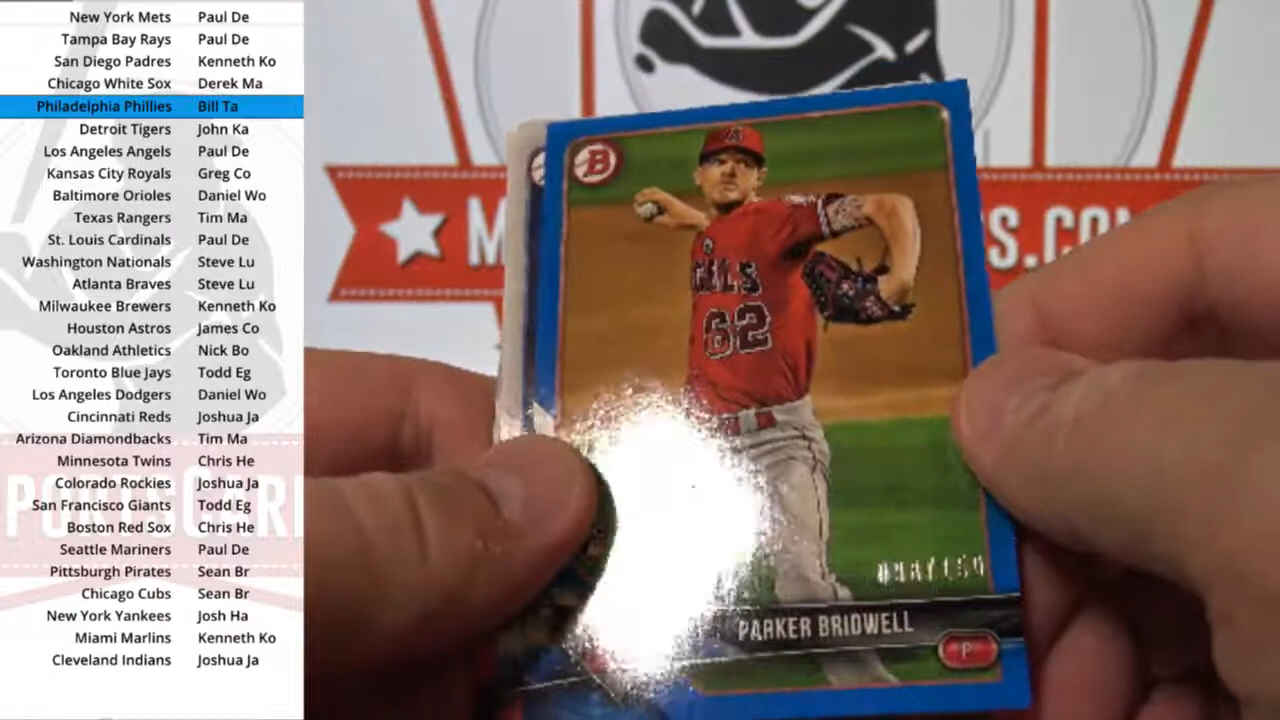 New York Mets Paul De
Tampa Bay Rays Paul De
San Diego Padres Kenneth Ko
Chicago White Sox Derek Ma
Philadelphia Phillies Bill Ta
Detroit Tigers John Ka
Los Angeles Angels Paul De
Kansas City Royals Greg Co
Baltimore Orioles Daniel Wo
Texas Rangers Tim Ma
St. Louis Cardinals Paul De
Washington Nationals Steve Lu
Atlanta Braves Steve Lu
Milwaukee Brewers Kenneth Ko
Houston Astros James Co
Oakland Athletics Nick Bo
Toronto Blue Jays Todd Eg
Los Angeles Dodgers Daniel Wo
Cincinnati Reds Joshua Ja
Arizona Diamondbacks Tim Ma
Minnesota Twins Chris He
Colorado Rockies Joshua Ja
San Francisco Giants Todd Eg
Boston Red Sox Chris He
Seattle Mariners Paul De
Pittsburgh Pirates Sean Br
Chicago Cubs Sean Br
New York Yankees Josh Ha
Miami Marlins Kenneth Ko
Cleveland Indians Joshua Ja
B
M S.COM
GELS
62
PARKER BRIDWELL
P